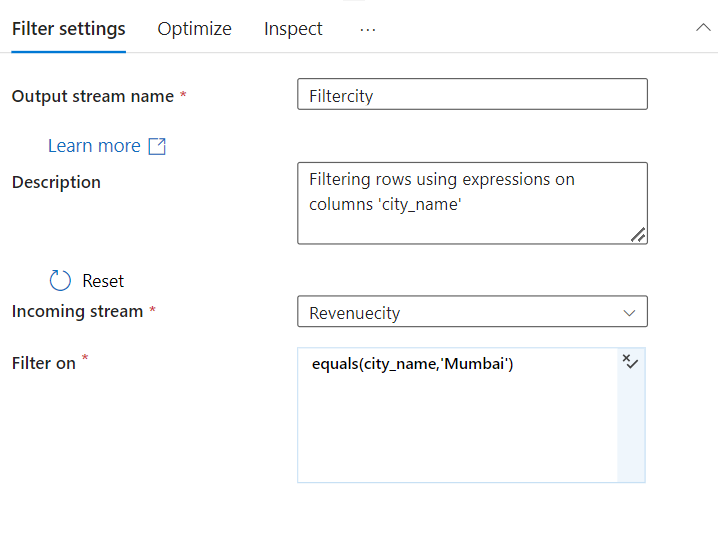 Filter settings Optimize Inspect ...
Output stream name * Filtercity
Learn more
Description Filtering rows using expressions on
columns 'city_name'
Reset
Incoming stream * Revenuecity
Filter on * equals(city_name,'Mumbai')